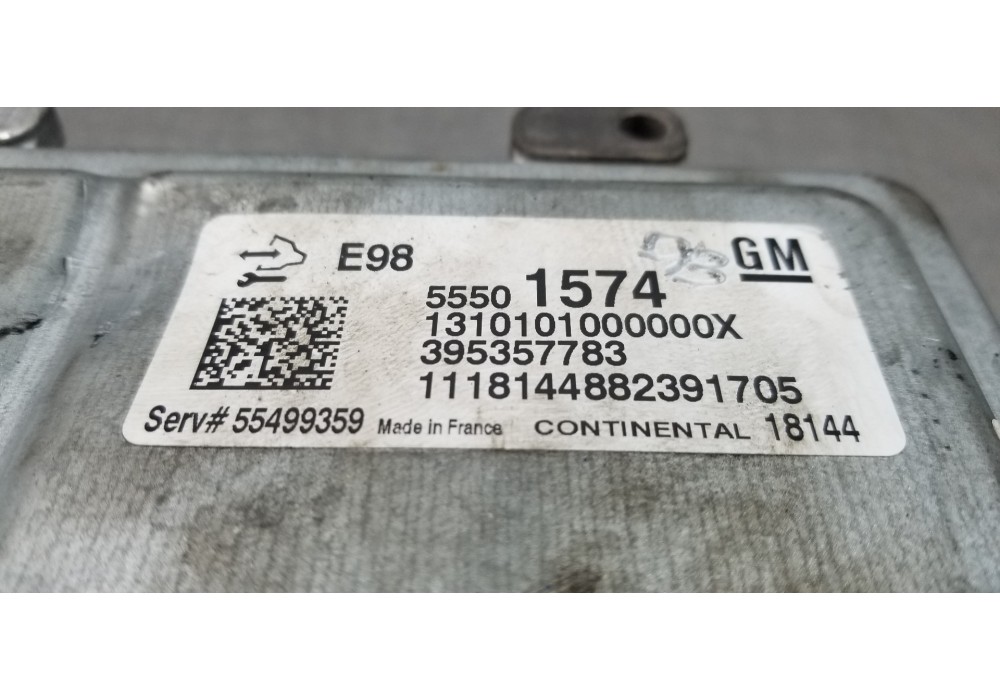 E98 GM
5550 1574
1310101000000X
395357783
1118144882391705
Serv# 55499359 Made in France CONTINENTAL 18144